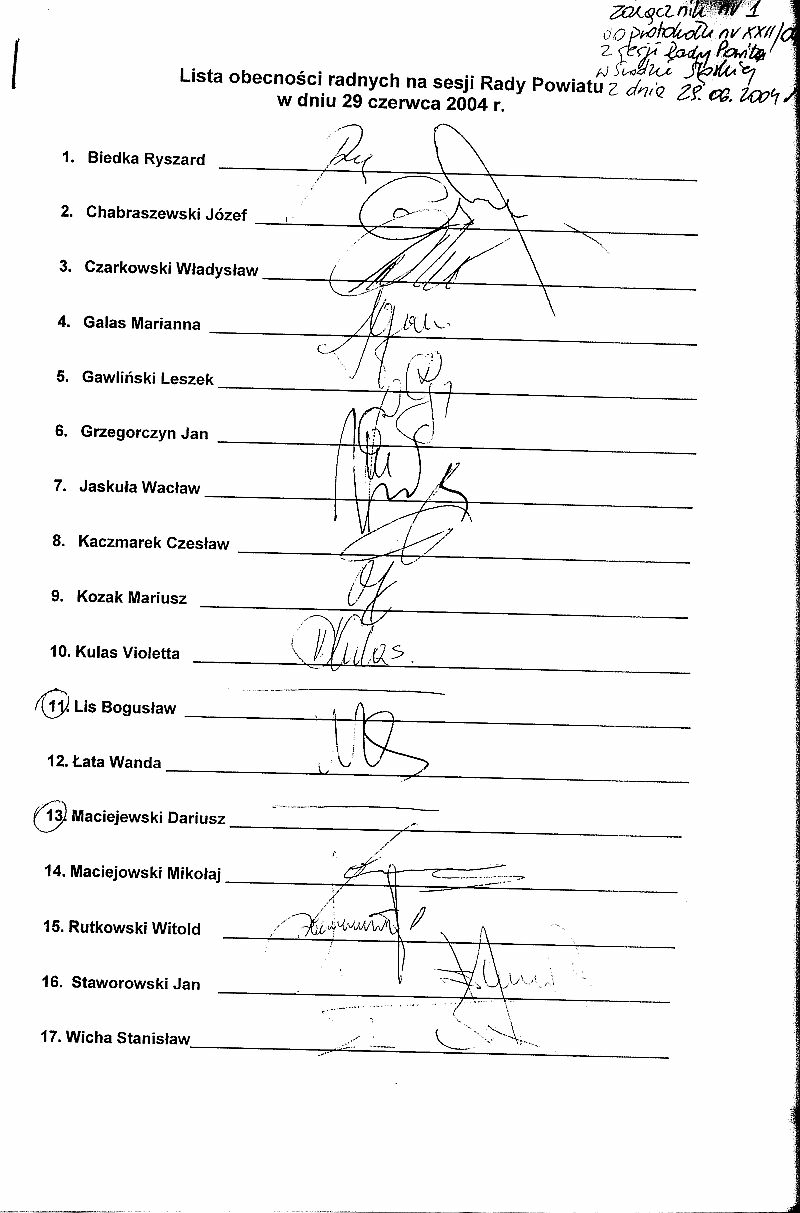 Załącznik nr 1
do protokołu nr XXII/
z sesji Rady Powiatu
w Środzie Śląskiej
z dnia 29.06.2004 r
Lista obecności radnych na sesji Rady Powiatu
w dniu 29 czerwca 2004 r.
1. Biedka Ryszard
2. Chabraszewski Józef
3. Czarkowski Władysław
4. Galas Marianna
5. Gawliński Leszek
6. Grzegorczyn Jan
7. Jaskuła Wacław
8. Kaczmarek Czesław
9. Kozak Mariusz
10. Kulas Violetta VKulas
11. Lis Bogusław
12. Łata Wanda
13. Maciejewski Dariusz
14. Maciejowski Mikołaj
15. Rutkowski Witold
16. Staworowski Jan
17. Wicha Stanisław